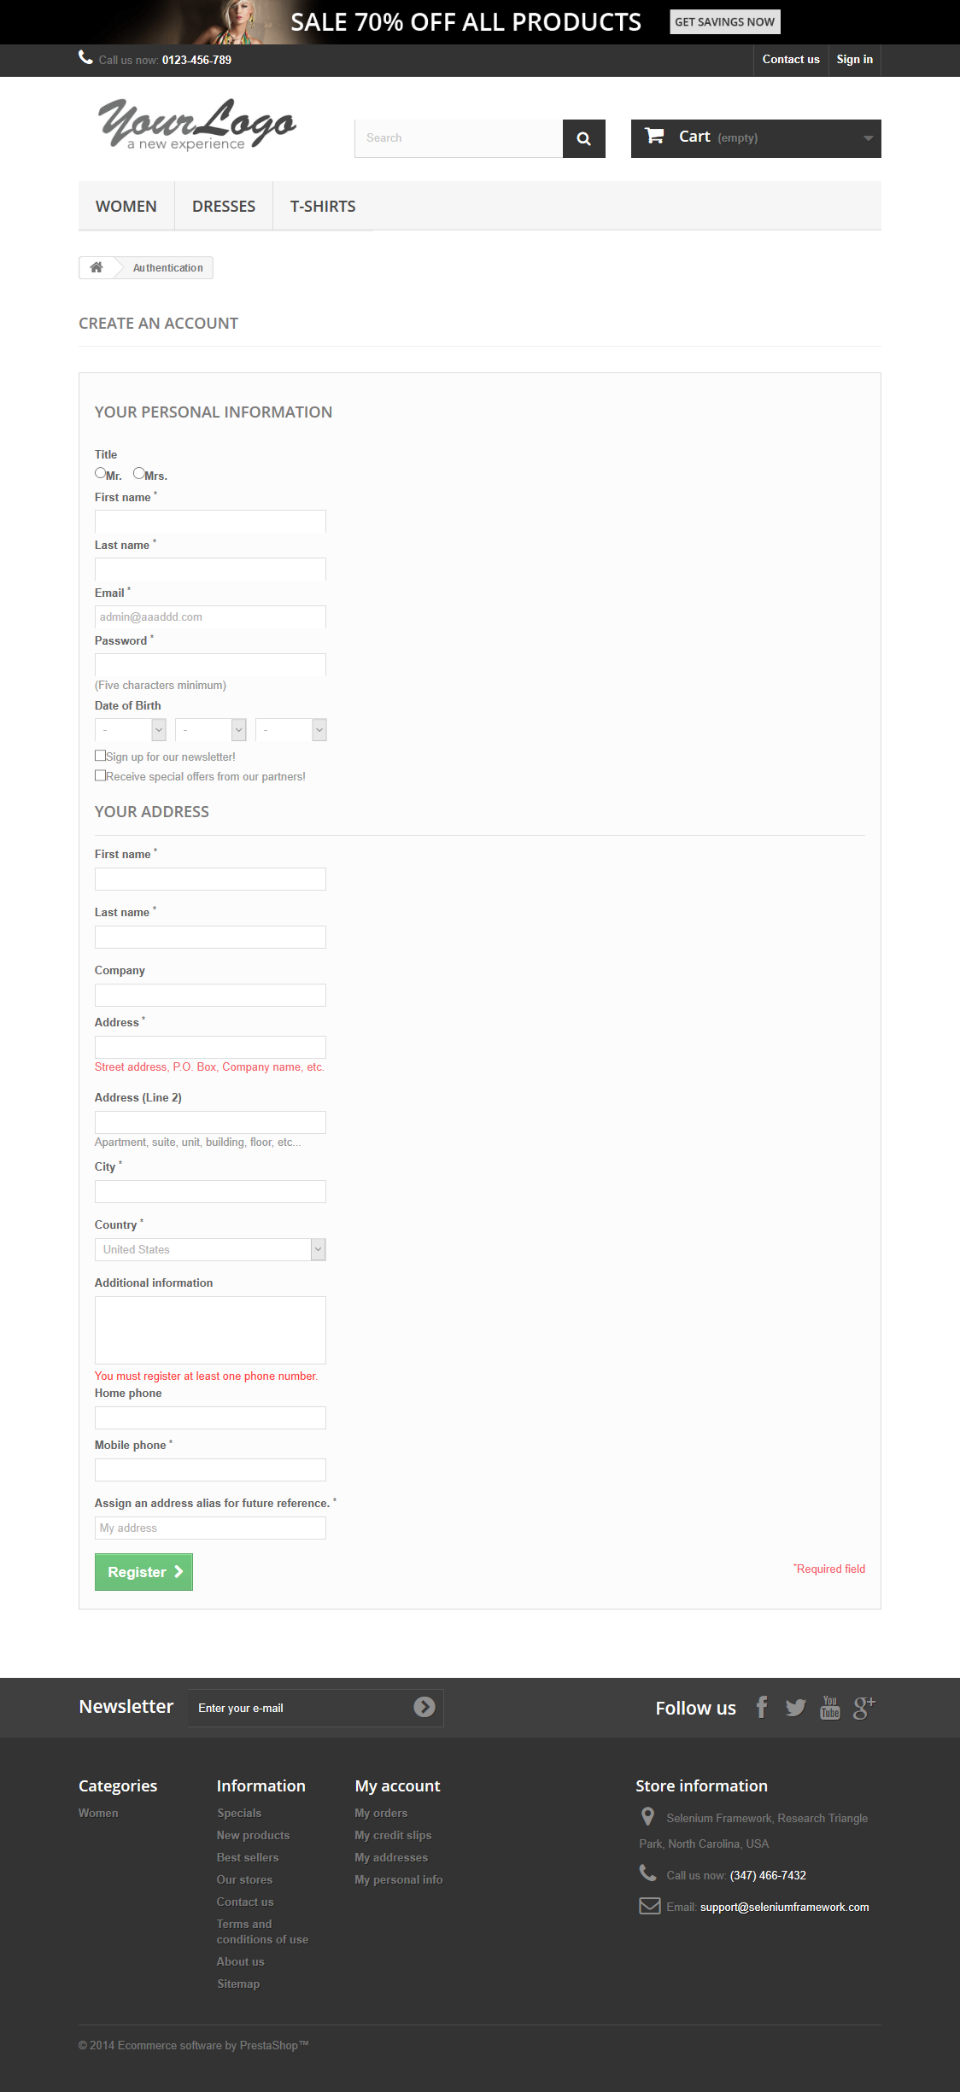 SALE 70% OFF ALL PRODUCTS GET SAVINGS NOW
Call us now: 0123-456-789 Contact us Sign in
YourLogo
a new experience
Search
Cart (empty)
WOMEN DRESSES T-SHIRTS
Authentication
CREATE AN ACCOUNT
YOUR PERSONAL INFORMATION
Title
Mr. Mrs.
First name *
Last name *
Email *
admin@aaaddd.com
Password *
(Five characters minimum)
Date of Birth
- - -
Sign up for our newsletter!
Receive special offers from our partners!
YOUR ADDRESS
First name *
Last name *
Company
Address *
Street address, P.O. Box, Company name, etc.
Address (Line 2)
Apartment, suite, unit, building, floor, etc...
City *
Country *
United States
Additional information
You must register at least one phone number.
Home phone
Mobile phone *
Assign an address alias for future reference. *
My address
Register
*Required field
Newsletter Enter your e-mail Follow us f You Tube g+
Categories
Women
Information
Specials
New products
Best sellers
Our stores
Contact us
Terms and
conditions of use
About us
Sitemap
My account
My orders
My credit slips
My addresses
My personal info
Store information
Selenium Framework, Research Triangle
Park, North Carolina, USA
Call us now: (347) 466-7432
Email: support@seleniumframework.com
© 2014 Ecommerce software by PrestaShop™